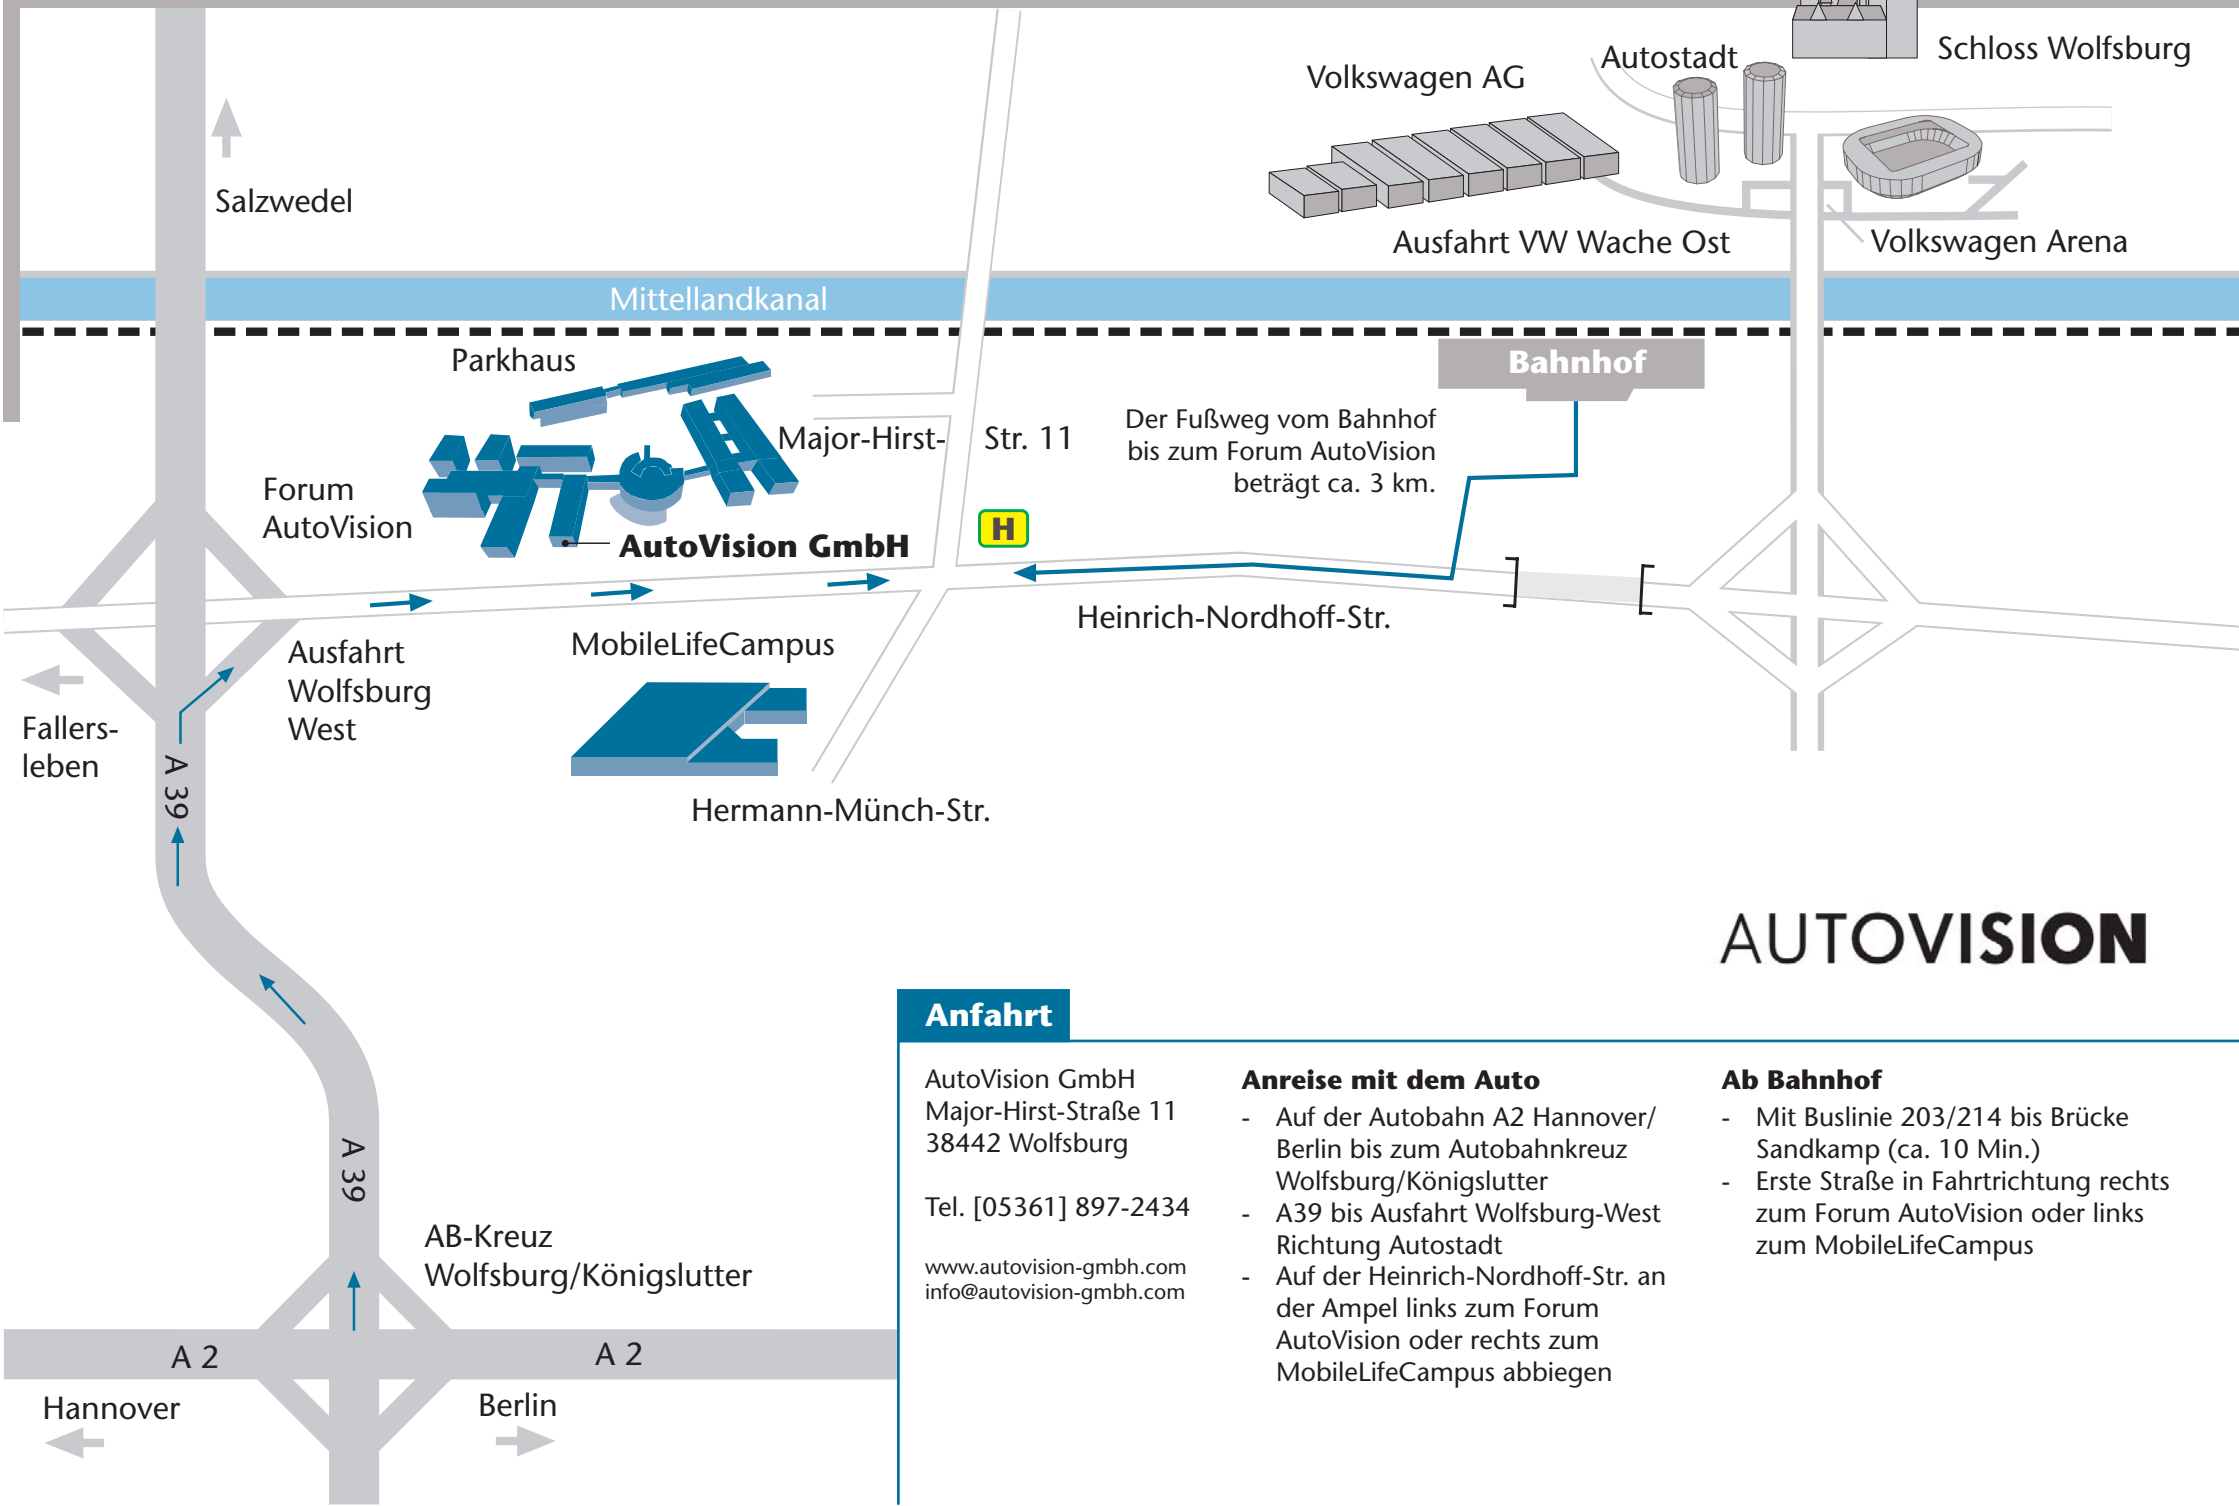 Autostadt
Schloss Wolfsburg
Volkswagen AG
Salzwedel
Ausfahrt VW Wache Ost
Volkswagen Arena
Mittellandkanal
Parkhaus
Bahnhof
Major-Hirst- Str. 11
Der Fußweg vom Bahnhof
bis zum Forum AutoVision
beträgt ca. 3 km.
Forum
AutoVision
H
AutoVision GmbH
Heinrich-Nordhoff-Str.
MobileLifeCampus
Ausfahrt
Wolfsburg
West
Fallers-
leben
A 39
Hermann-Münch-Str.
AUTOVISION
A 39
AB-Kreuz
Wolfsburg/Königslutter
A 2
A 2
Hannover
Berlin
Anfahrt
AutoVision GmbH
Major-Hirst-Straße 11
38442 Wolfsburg
Tel. [05361] 897-2434
www.autovision-gmbh.com
info@autovision-gmbh.com
Anreise mit dem Auto
- Auf der Autobahn A2 Hannover/
Berlin bis zum Autobahnkreuz
Wolfsburg/Königslutter
- A39 bis Ausfahrt Wolfsburg-West
Richtung Autostadt
- Auf der Heinrich-Nordhoff-Str. an
der Ampel links zum Forum
AutoVision oder rechts zum
MobileLifeCampus abbiegen
Ab Bahnhof
- Mit Buslinie 203/214 bis Brücke
Sandkamp (ca. 10 Min.)
- Erste Straße in Fahrtrichtung rechts
zum Forum AutoVision oder links
zum MobileLifeCampus